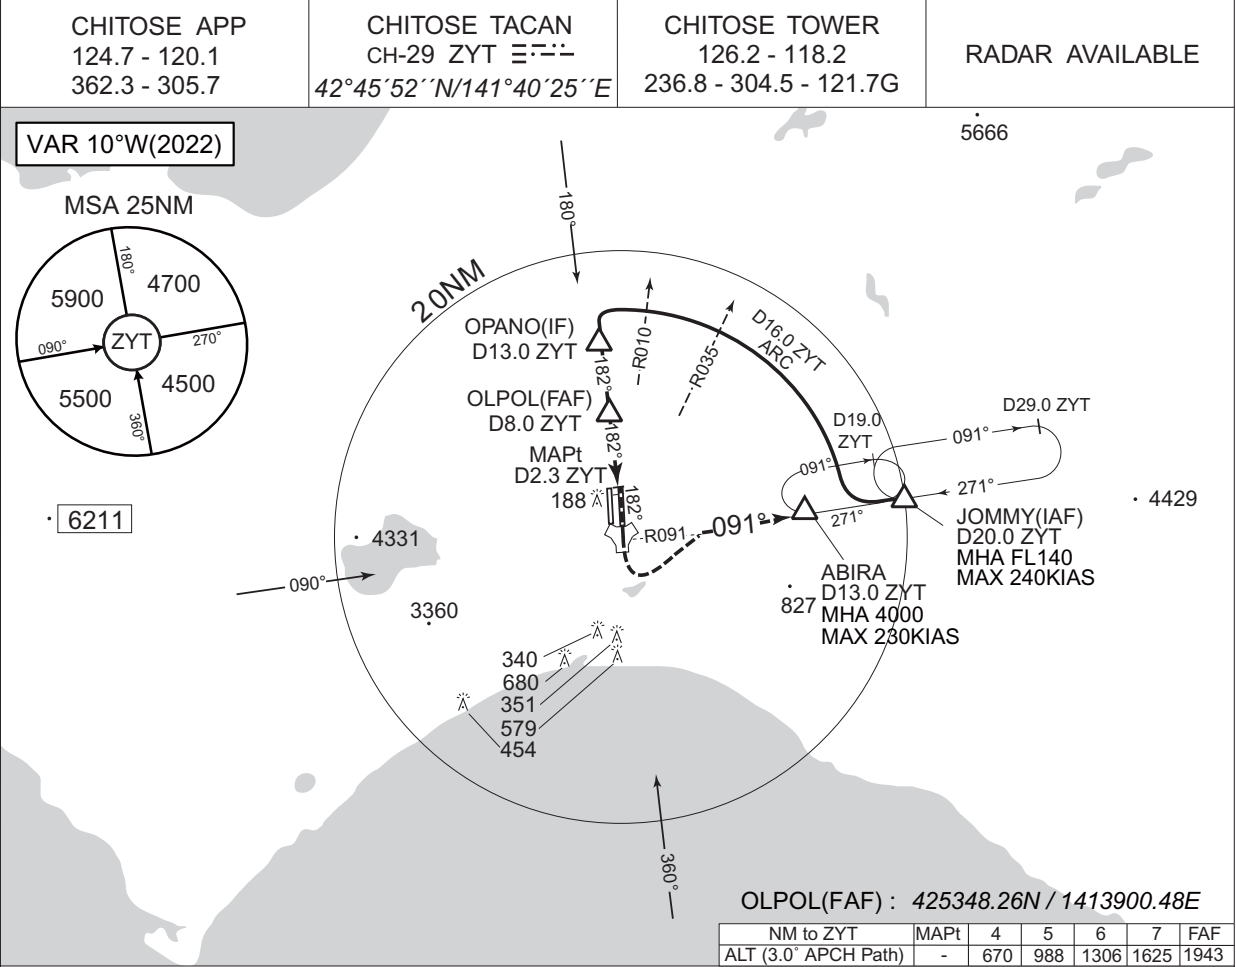 CHITOSE APP
124.7 - 120.1
362.3 - 305.7
CHITOSE TACAN
CH-29 ZYT
42°45´52´´N/141°40´25´´E
CHITOSE TOWER
126.2 - 118.2
236.8 - 304.5 - 121.7G
RADAR AVAILABLE
VAR 10°W(2022)
MSA 25NM
180°
5900
4700
ZYT
090°
270°
5500
4500
360°
5666
180°
20NM
OPANO(IF)
D13.0 ZYT
R010
R035
D16.0 ZYT
ARC
182°
OLPOL(FAF)
D8.0 ZYT
182°
MAPt
D2.3 ZYT
188
182°
D19.0
ZYT
D29.0 ZYT
091°
091°
271°
271°
R091
091°
4429
JOMMY(IAF)
D20.0 ZYT
MHA FL140
MAX 240KIAS
ABIRA
D13.0 ZYT
MHA 4000
MAX 230KIAS
827
6211
4331
090°
3360
340
680
351
579
454
360°
OLPOL(FAF) : 425348.26N / 1413900.48E
NM to ZYT MAPt 4 5 6 7 FAF
ALT (3.0° APCH Path) - 670 988 1306 1625 1943